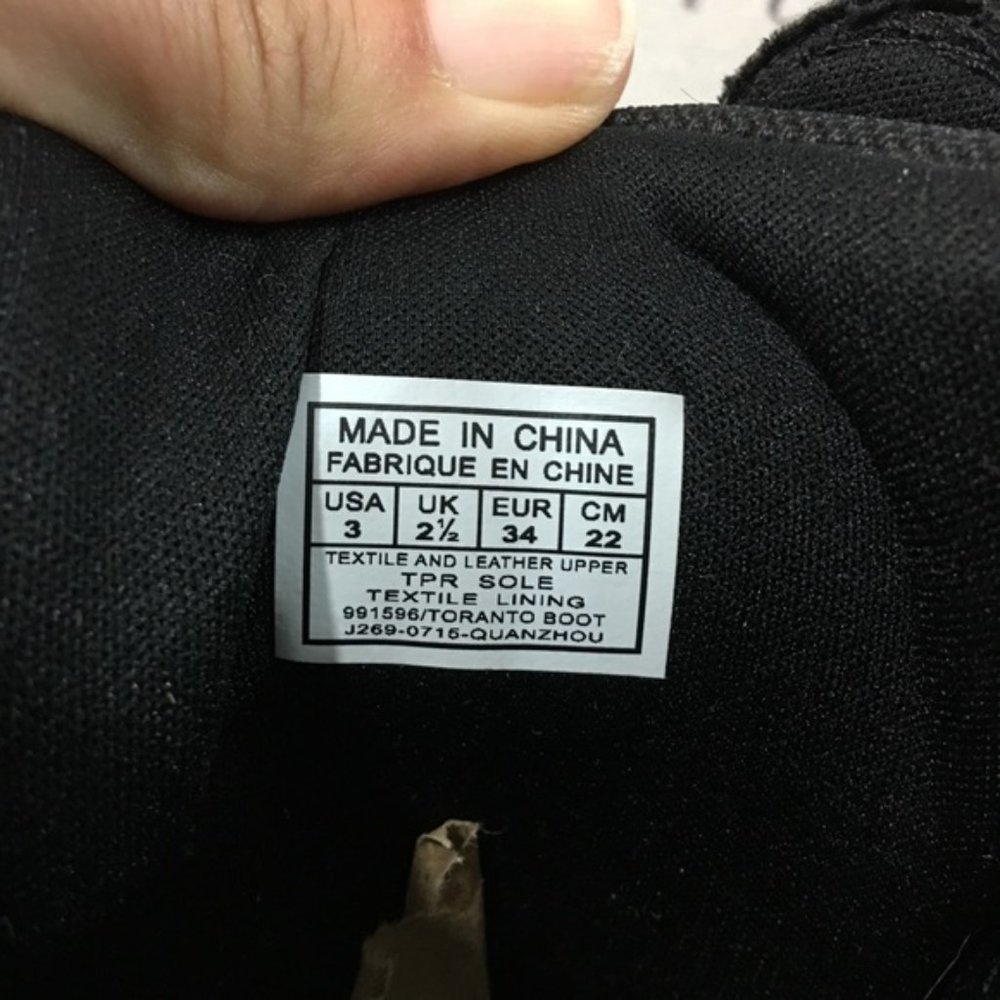 MADE IN CHINA
FABRIQUE EN CHINE
USA UK EUR CM
3 2½ 34 22
TEXTILE AND LEATHER UPPER
TPR SOLE
TEXTILE LINING
991596/TORANTO BOOT
J269-0715-QUANZHOU